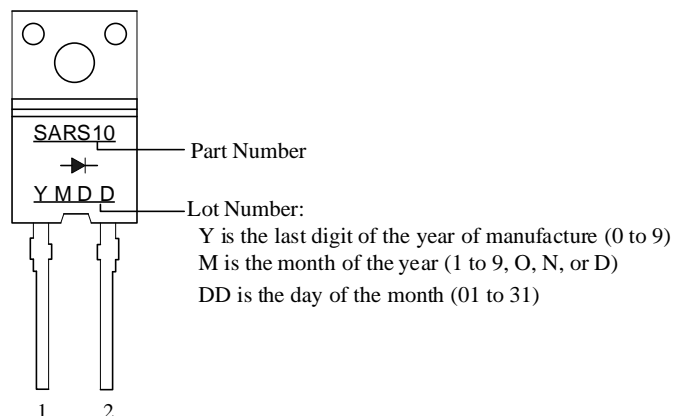 SARS10
Part Number
Y M D D
Lot Number:
Y is the last digit of the year of manufacture (0 to 9)
M is the month of the year (1 to 9, O, N, or D)
DD is the day of the month (01 to 31)
1 2